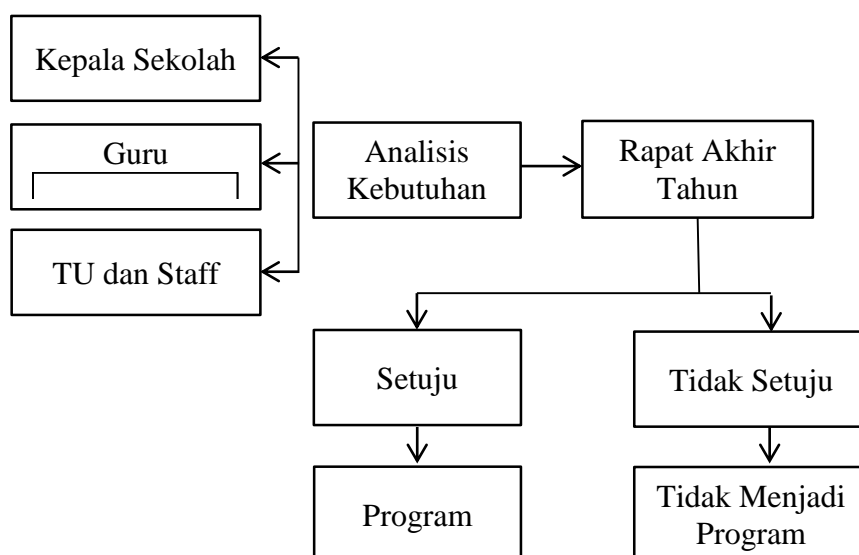 Kepala Sekolah
Guru
TU dan Staff
Analisis
Kebutuhan
Rapat Akhir
Tahun
Setuju
Tidak Setuju
Program
Tidak Menjadi
Program